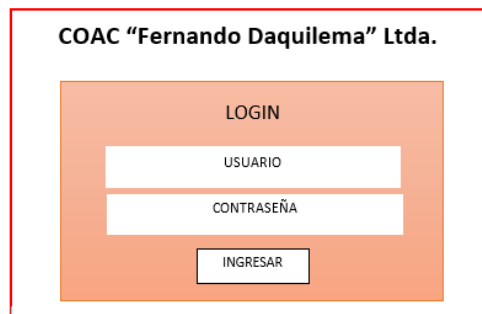 COAC “Fernando Daquilema” Ltda.
LOGIN
USUARIO
CONTRASEÑA
INGRESAR